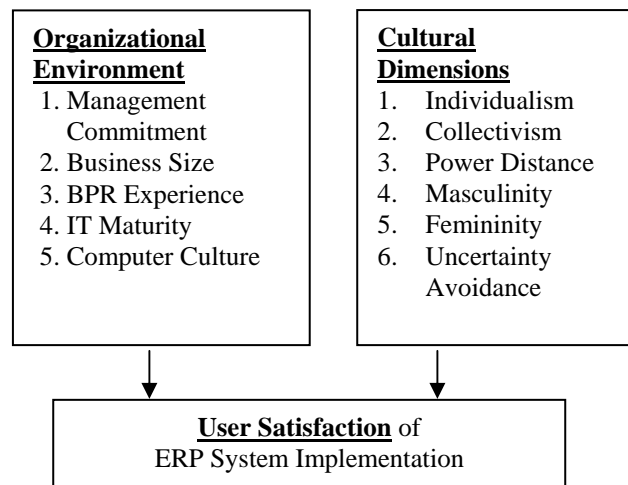 Organizational
Environment
1. Management
Commitment
2. Business Size
3. BPR Experience
4. IT Maturity
5. Computer Culture
Cultural
Dimensions
1. Individualism
2. Collectivism
3. Power Distance
4. Masculinity
5. Femininity
6. Uncertainty
Avoidance
User Satisfaction of
ERP System Implementation